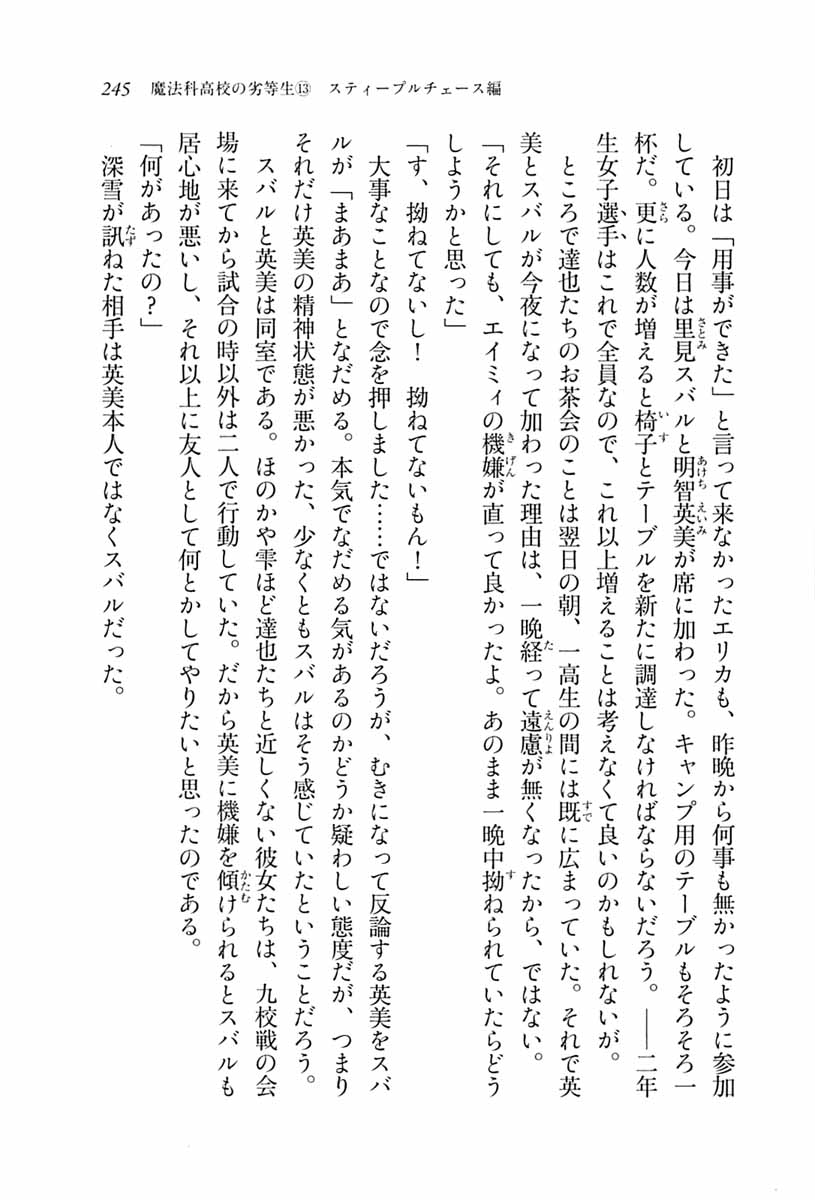 245 魔法科高校の劣等生⑬ スティープルチェース編
　初日は「用事ができた」と言って来なかったエリカも、昨晩から何事も無かったように参加
している。今日は里見スバルと明智英美が席に加わった。キャンプ用のテーブルもそろそろ一
杯だ。更に人数が増えると椅子とテーブルを新たに調達しなければならないだろう。――二年
生女子選手はこれで全員なので、これ以上増えることは考えなくて良いのかもしれないが。
　ところで達也たちのお茶会のことは翌日の朝、一高生の間には既に広まっていた。それで英
美とスバルが今夜になって加わった理由は、一晩経って遠慮が無くなったから、ではない。
「それにしても、エイミィの機嫌が直って良かったよ。あのまま一晩中拗ねられていたらどう
しようかと思った」
「す、拗ねてないし！　拗ねてないもん！」
　大事なことなので念を押しました……ではないだろうが、むきになって反論する英美をスバ
ルが「まあまあ」となだめる。本気でなだめる気があるのかどうか疑わしい態度だが、つまり
それだけ英美の精神状態が悪かった、少なくともスバルはそう感じていたということだろう。
　スバルと英美は同室である。ほのかや雫ほど達也たちと近しくない彼女たちは、九校戦の会
場に来てから試合の時以外は二人で行動していた。だから英美に機嫌を傾けられるとスバルも
居心地が悪いし、それ以上に友人として何とかしてやりたいと思ったのである。
「何があったの？」
　深雪が訊ねた相手は英美本人ではなくスバルだった。